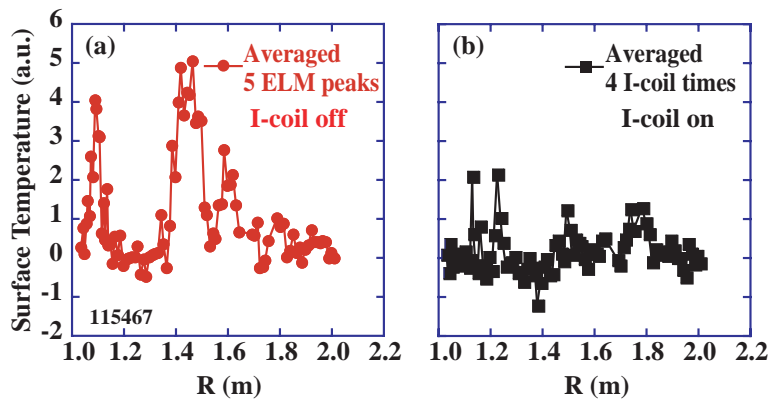 (a)
Averaged
5 ELM peaks
I-coil off
115467
Surface Temperature (a.u.)
6
5
4
3
2
1
0
-1
-2
1.0 1.2 1.4 1.6 1.8 2.0 2.2
R (m)
(b)
Averaged
4 I-coil times
I-coil on
1.0 1.2 1.4 1.6 1.8 2.0 2.2
R (m)